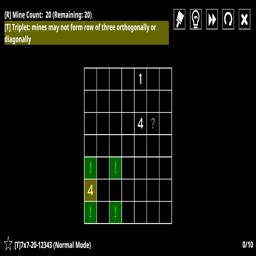 [R] Mine Count: 20 (Remaining: 20)
[T] Triplet: mines may not form row of three orthogonally or
diagonally
1
4 ?
! !
4
! !
[T]7x7-20-12343 (Normal Mode)
0/10